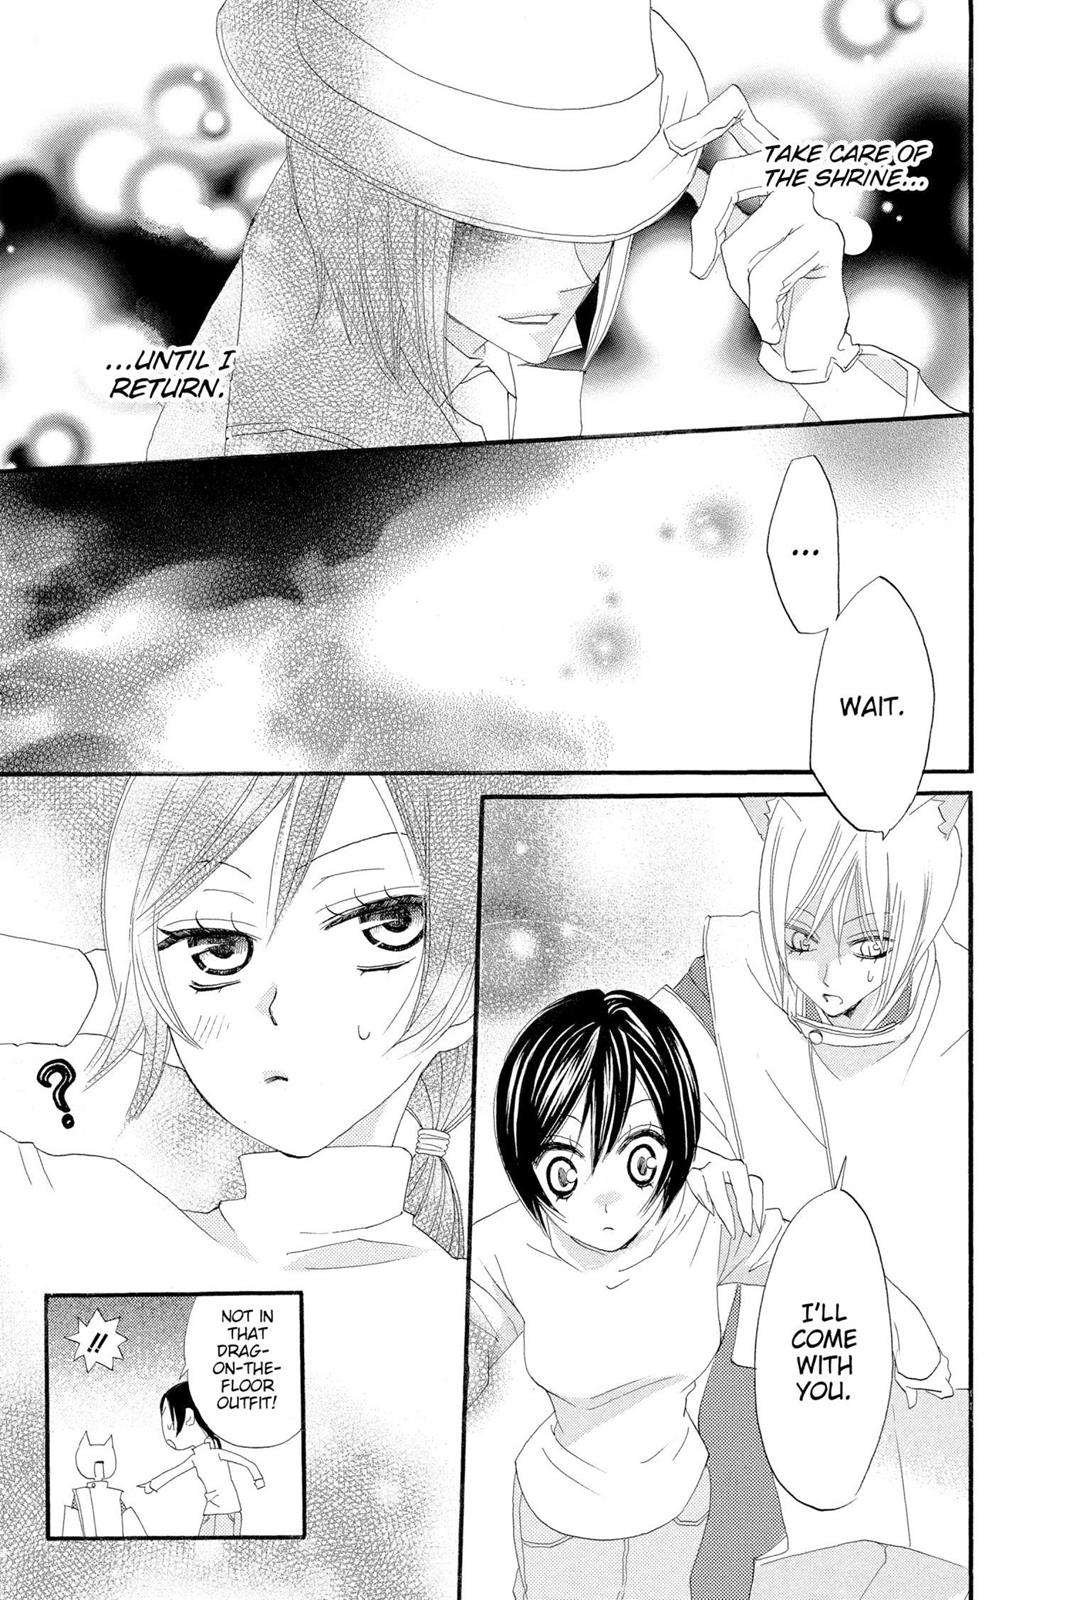 TAKE CARE OF
THE SHRINE...
...UNTIL I
RETURN.
...
WAIT.
I'LL
COME
WITH
YOU.
?
NOT IN
THAT
DRAG-
ON-THE-
FLOOR
OUTFIT!
!!